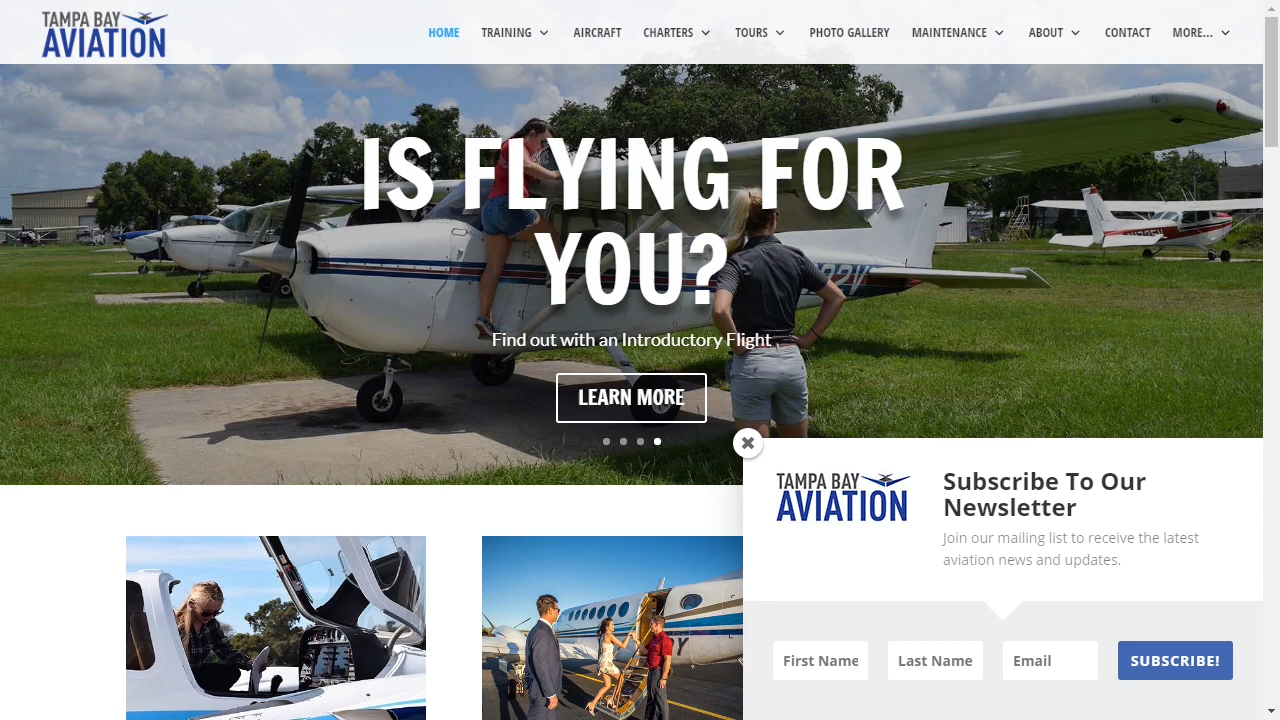 TAMPA BAY
AVIATION
HOME TRAINING AIRCRAFT CHARTERS TOURS PHOTO GALLERY MAINTENANCE ABOUT CONTACT MORE...
IS FLYING FOR
YOU?
Find out with an Introductory Flight
LEARN MORE
TAMPA BAY
AVIATION
Subscribe To Our
Newsletter
Join our mailing list to receive the latest
aviation news and updates.
First Name Last Name Email SUBSCRIBE!